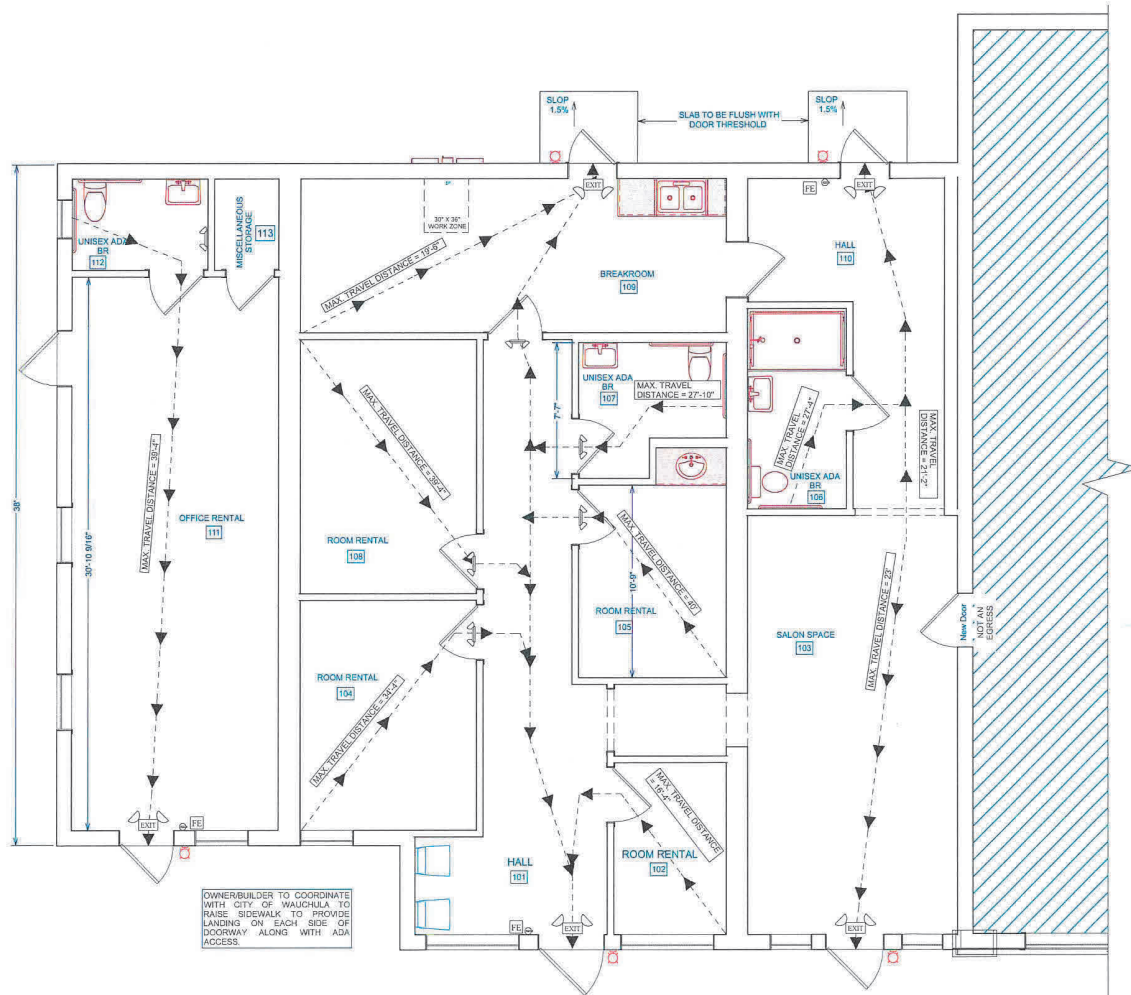 SLOP
1.5%
SLAB TO BE FLUSH WITH
DOOR THRESHOLD
SLOP
1.5%
EXIT
FE
EXIT
30" X 36"
WORK ZONE
UNISEX ADA
BR
112
MISCELLANEOUS
STORAGE
113
MAX. TRAVEL DISTANCE = 19'-6"
BREAKROOM
109
HALL
110
38'
30'-10 9/16"
MAX. TRAVEL DISTANCE = 39'-4"
OFFICE RENTAL
111
MAX. TRAVEL DISTANCE = 39'-4"
ROOM RENTAL
108
UNISEX ADA
BR
107
7'-7"
MAX. TRAVEL
DISTANCE = 27'-10"
MAX. TRAVEL
DISTANCE = 27'-4"
UNISEX ADA
BR
106
MAX. TRAVEL
DISTANCE = 21'-2"
10'-9"
MAX. TRAVEL DISTANCE = 40'
ROOM RENTAL
105
MAX. TRAVEL DISTANCE = 23'
SALON SPACE
103
New Door
NOT AN
EGRESS
ROOM RENTAL
104
MAX. TRAVEL DISTANCE = 34'-4"
MAX. TRAVEL DISTANCE
= 16'-4"
ROOM RENTAL
102
HALL
101
EXIT
FE
OWNER/BUILDER TO COORDINATE
WITH CITY OF WAUCHULA TO
RAISE SIDEWALK TO PROVIDE
LANDING ON EACH SIDE OF
DOORWAY ALONG WITH ADA
ACCESS.
FE
EXIT
EXIT